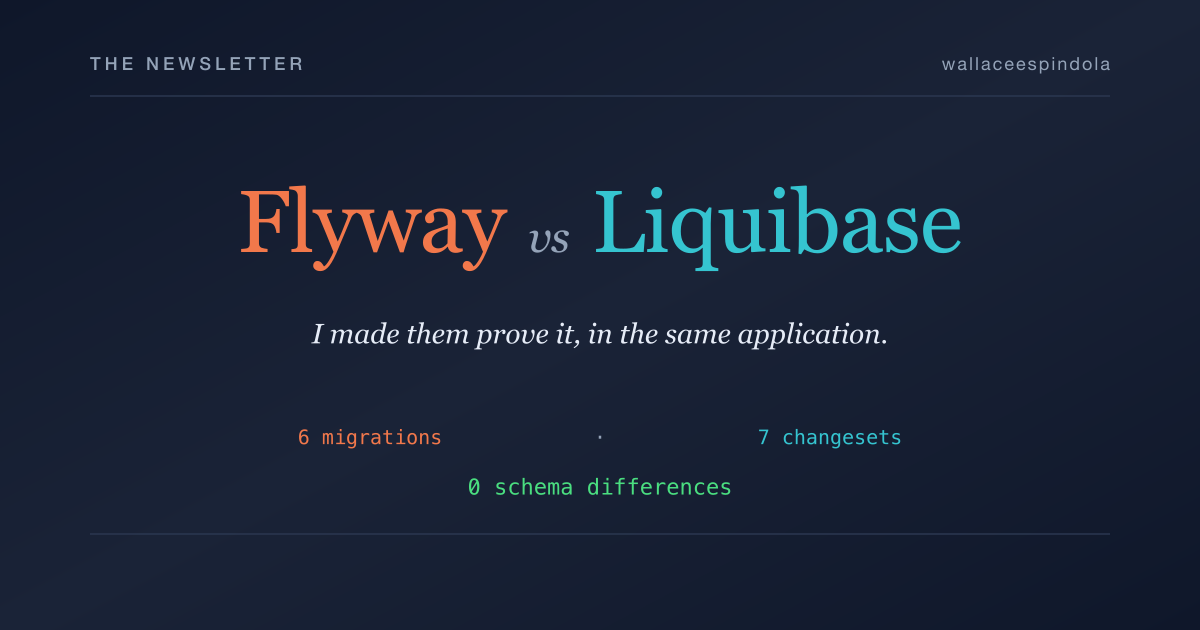 THE NEWSLETTER wallaceespindola
Flyway vs Liquibase
I made them prove it, in the same application.
6 migrations · 7 changesets
0 schema differences